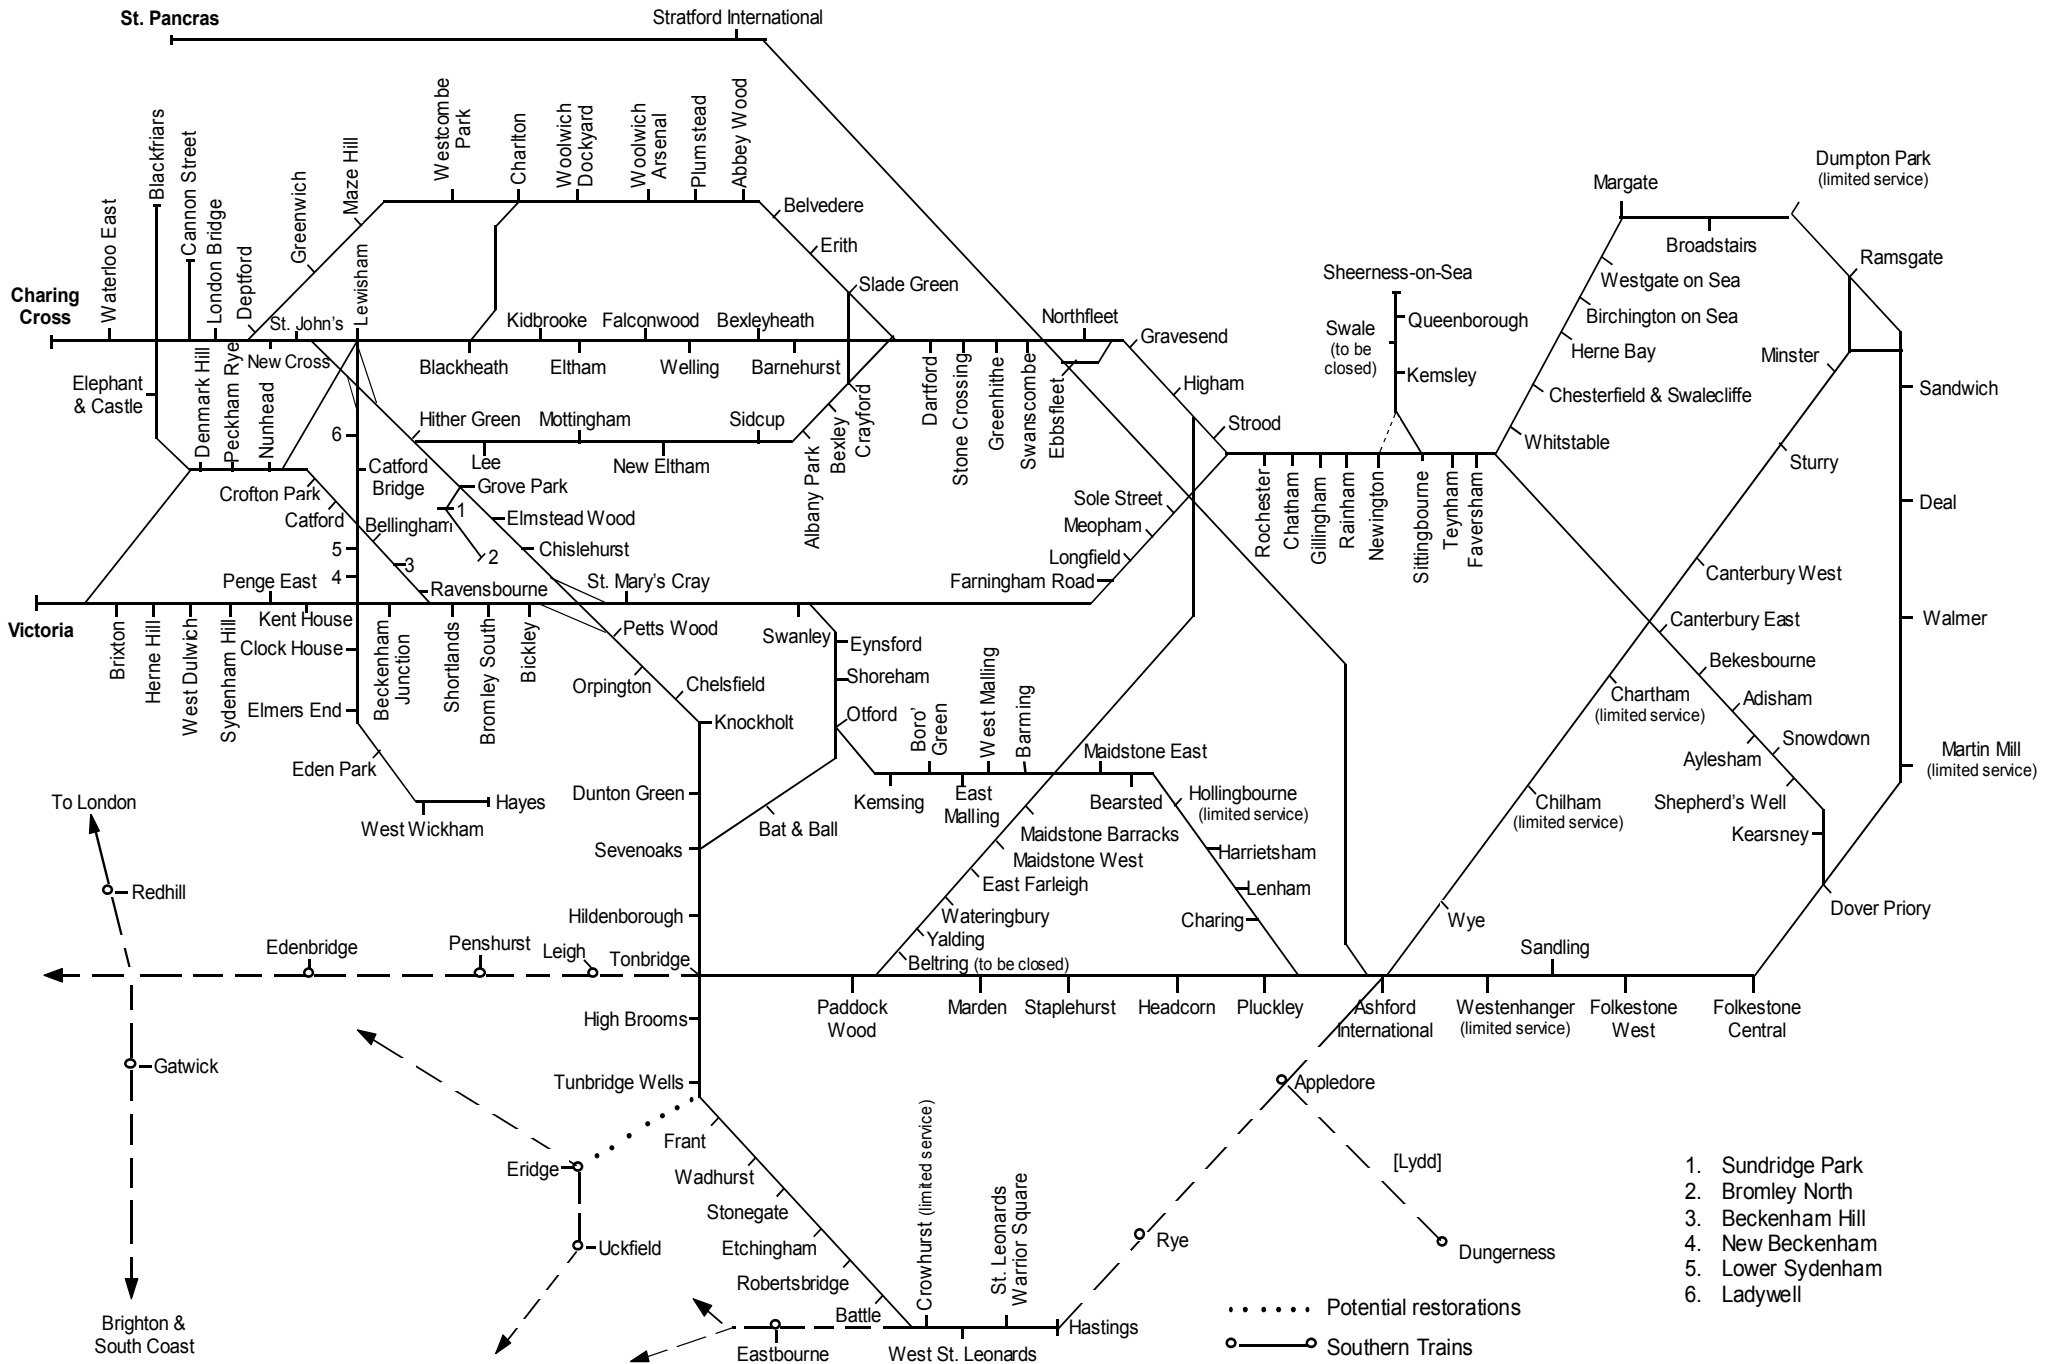 St. Pancras
Stratford International
Blackfriars
Cannon Street
Waterloo East
London Bridge
Deptford
Greenwich
Maze Hill
Lewisham
Westcombe
Park
Charlton
Woolwich
Dockyard
Woolwich
Arsenal
Plumstead
Abbey Wood
Belvedere
Erith
Slade Green
Charing
Cross
St. John's
New Cross
Kidbrooke
Falconwood
Bexleyheath
Blackheath
Eltham
Welling
Barnehurst
Northfleet
Gravesend
Higham
Strood
Dartford
Stone Crossing
Greenhithe
Swanscombe
Ebbsfleet
Elephant
& Castle
Denmark Hill
Peckham Rye
Nunhead
Crofton Park
Catford
6
Catford
Bridge
Bellingham
5
4
3
Ravensbourne
Hither Green
Lee
Mottingham
New Eltham
Sidcup
Albany Park
Bexley
Crayford
Grove Park
1
2
Elmstead Wood
Chislehurst
St. Mary's Cray
Petts Wood
Orpington
Chelsfield
Knockholt
Sole Street
Meopham
Longfield
Farningham Road
Sheerness-on-Sea
Queenborough
Swale
(to be
closed)
Kemsley
Rochester
Chatham
Gillingham
Rainham
Newington
Sittingbourne
Teynham
Faversham
Margate
Broadstairs
Dumpton Park
(limited service)
Ramsgate
Westgate on Sea
Birchington on Sea
Herne Bay
Chesterfield & Swalecliffe
Whitstable
Minster
Sturry
Canterbury West
Sandwich
Deal
Walmer
Martin Mill
(limited service)
Canterbury East
Bekesbourne
Adisham
Snowdown
Aylesham
Shepherd's Well
Kearsney
Dover Priory
Chartham
(limited service)
Chilham
(limited service)
Wye
Victoria
Brixton
Herne Hill
West Dulwich
Sydenham Hill
Penge East
Kent House
Clock House
Elmers End
Eden Park
West Wickham
Hayes
Beckenham
Junction
Shortlands
Bromley South
Bickley
Swanley
Eynsford
Shoreham
Otford
Bat & Ball
Kemsing
Boro'
Green
East
Malling
West Malling
Barming
Maidstone East
Bearsted
Hollingbourne
(limited service)
Harrietsham
Lenham
Charing
Maidstone Barracks
Maidstone West
East Farleigh
Wateringbury
Yalding
Beltring (to be closed)
Dunton Green
Sevenoaks
Hildenborough
Tonbridge
To London
Redhill
Edenbridge
Penshurst
Leigh
Gatwick
Brighton &
South Coast
Paddock
Wood
Marden
Staplehurst
Headcorn
Pluckley
Ashford
International
Westenhanger
(limited service)
Sandling
Folkestone
West
Folkestone
Central
High Brooms
Tunbridge Wells
Frant
Wadhurst
Stonegate
Etchingham
Robertsbridge
Battle
Eridge
Uckfield
Crowhurst (limited service)
St. Leonards
Warrior Square
West St. Leonards
Hastings
Eastbourne
Appledore
[Lydd]
Rye
Dungerness
1. Sundridge Park
2. Bromley North
3. Beckenham Hill
4. New Beckenham
5. Lower Sydenham
6. Ladywell
Potential restorations
Southern Trains